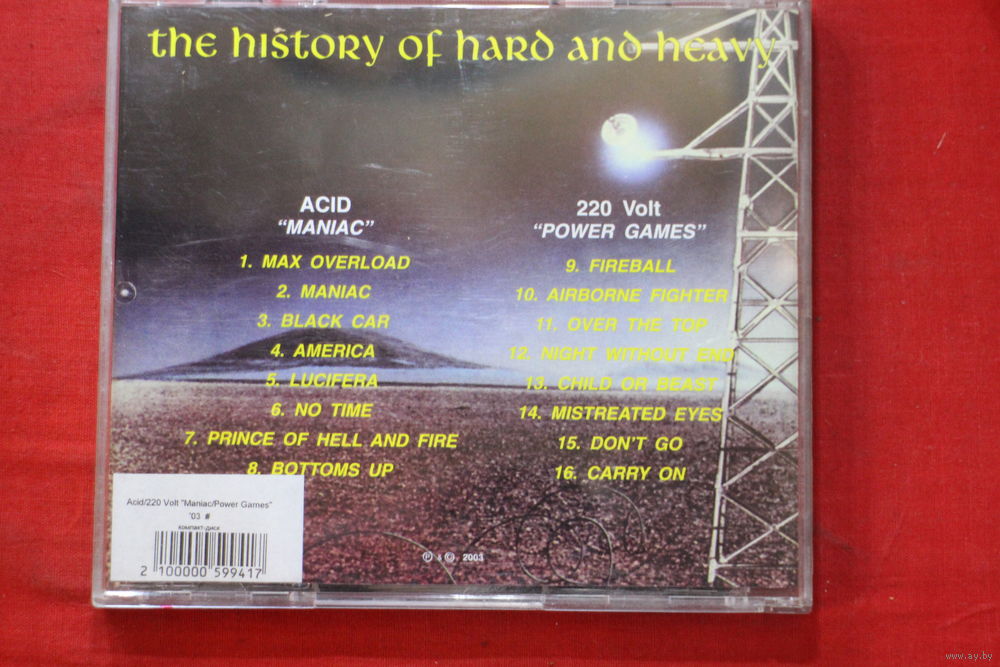 the history of hard and heavy
ACID
"MANIAC"
1. MAX OVERLOAD
2. MANIAC
3. BLACK CAR
4. AMERICA
5. LUCIFERA
6. NO TIME
7. PRINCE OF HELL AND FIRE
8. BOTTOMS UP
220 Volt
"POWER GAMES"
9. FIREBALL
10. AIRBORNE FIGHTER
11. OVER THE TOP
12. NIGHT WITHOUT END
13. CHILD OR BEAST
14. MISTREATED EYES
15. DON'T GO
16. CARRY ON
Acid/220 Volt "Maniac/Power Games"
'03 #
компакт-диск
2 100000 599417
℗ & © 2003
www.ay.by